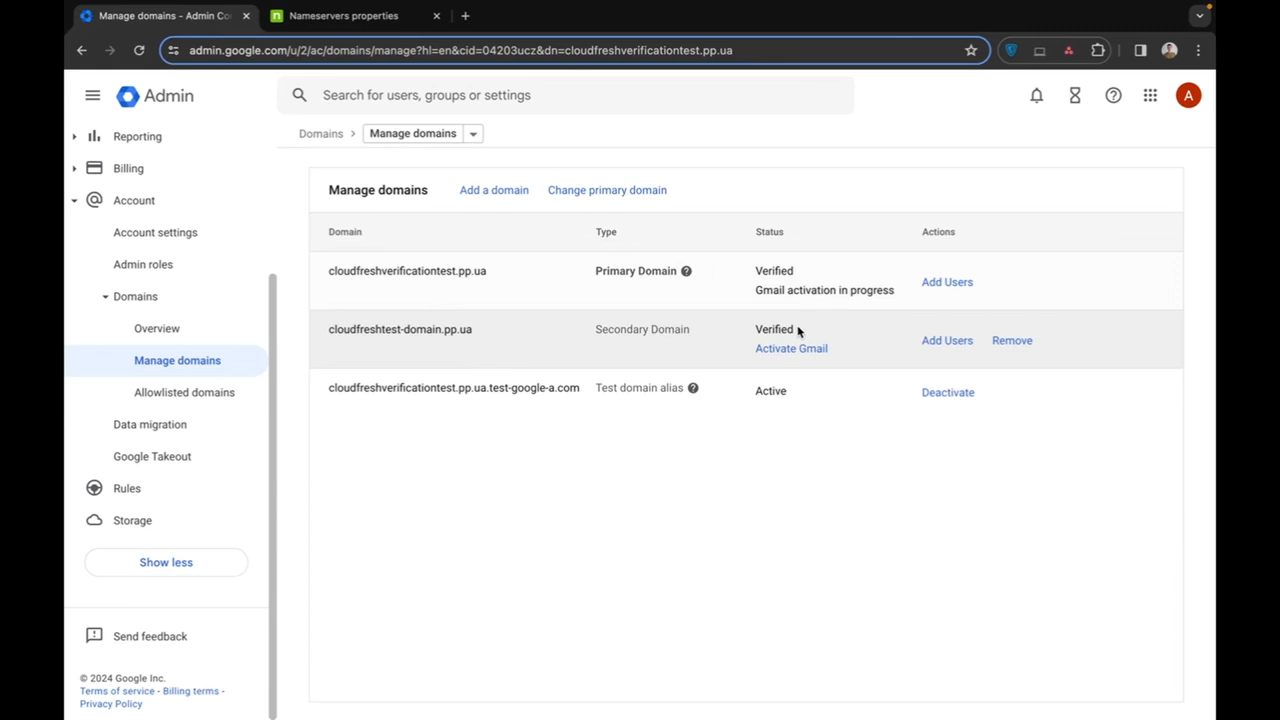 Manage domains - Admin Co
Nameservers properties
admin.google.com/u/2/ac/domains/manage?hl=en&cid=04203ucz&dn=cloudfreshverificationtest.pp.ua
Admin
Search for users, groups or settings
A
Reporting
Billing
Account
Account settings
Admin roles
Domains
Overview
Manage domains
Allowlisted domains
Data migration
Google Takeout
Rules
Storage
Show less
Send feedback
© 2024 Google Inc.
Terms of service - Billing terms -
Privacy Policy
Domains > Manage domains
Manage domains Add a domain Change primary domain
Domain Type Status Actions
cloudfreshverificationtest.pp.ua Primary Domain Verified Add Users
Gmail activation in progress
cloudfreshtest-domain.pp.ua Secondary Domain Verified Add Users Remove
Activate Gmail
cloudfreshverificationtest.pp.ua.test-google-a.com Test domain alias Active Deactivate